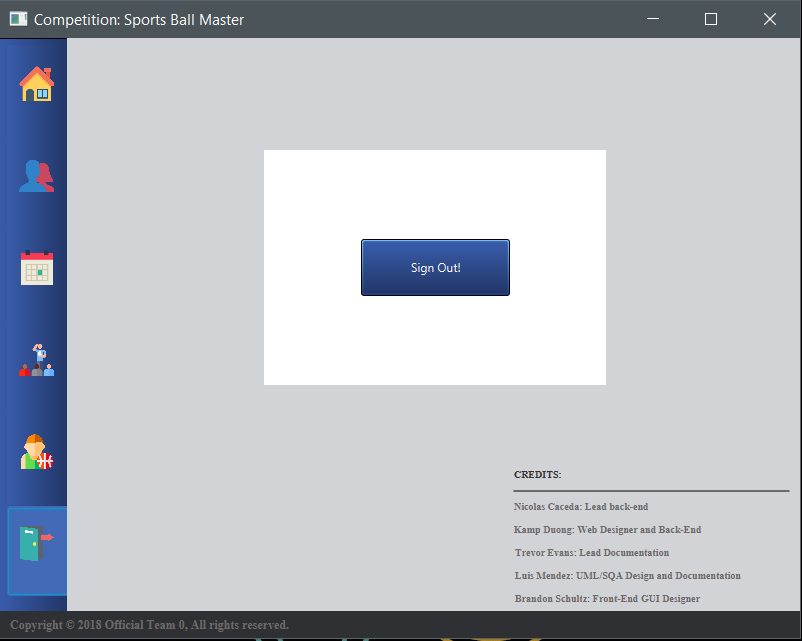 Competition: Sports Ball Master
Sign Out!
CREDITS:
Nicolas Caceda: Lead back-end
Kamp Duong: Web Designer and Back-End
Trevor Evans: Lead Documentation
Luis Mendez: UML/SQA Design and Documentation
Brandon Schultz: Front-End GUI Designer
Copyright © 2018 Official Team 0, All rights reserved.